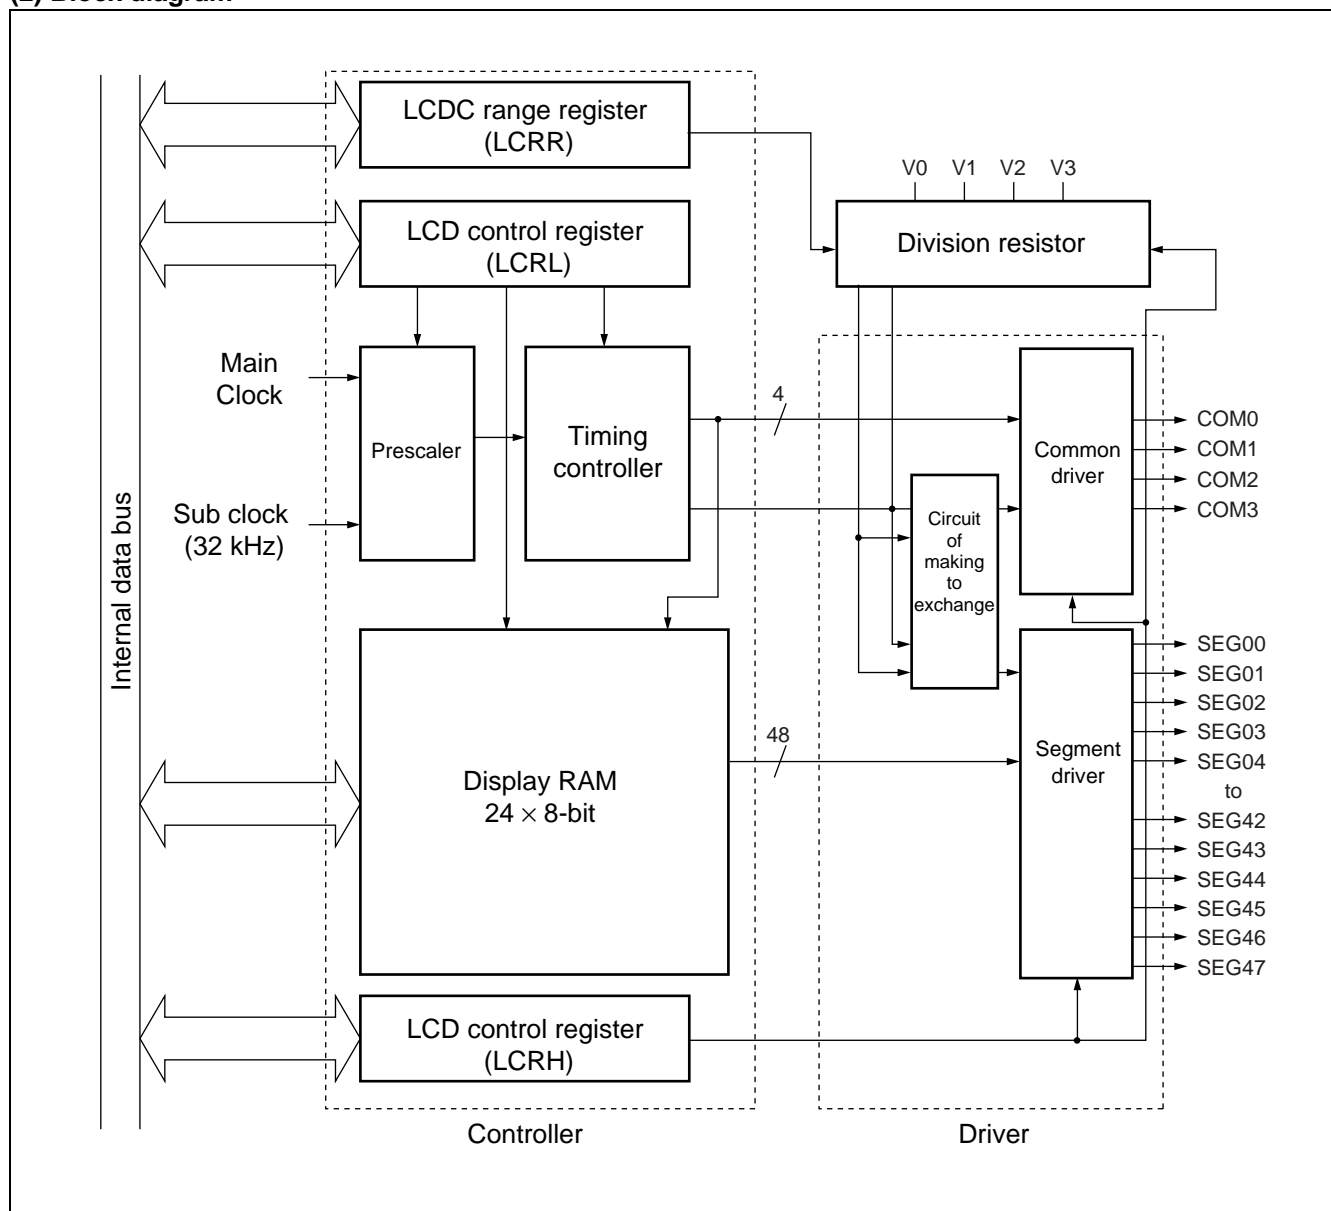 (2) Block diagram
LCDC range register
(LCRR)
V0 V1 V2 V3
LCD control register
(LCRL)
Division resistor
Main
Clock
Prescaler
Timing
controller
4
Common
driver
COM0
COM1
COM2
COM3
Sub clock
(32 kHz)
Circuit
of
making
to
exchange
Internal data bus
Display RAM
24 × 8-bit
48
Segment
driver
SEG00
SEG01
SEG02
SEG03
SEG04
to
SEG42
SEG43
SEG44
SEG45
SEG46
SEG47
LCD control register
(LCRH)
Controller
Driver